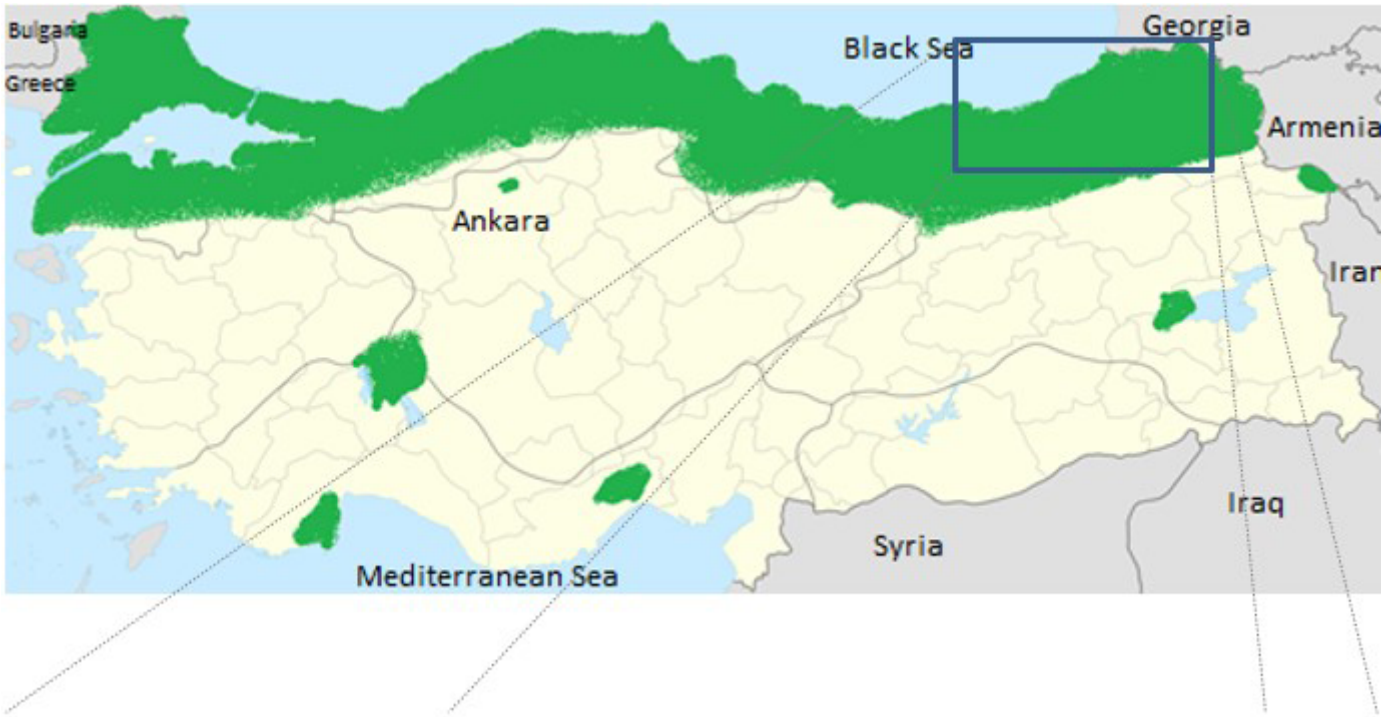 Georgia
Bulgaria
Black Sea
Greece
Armenia
Ankara
Iran
Iraq
Syria
Mediterranean Sea